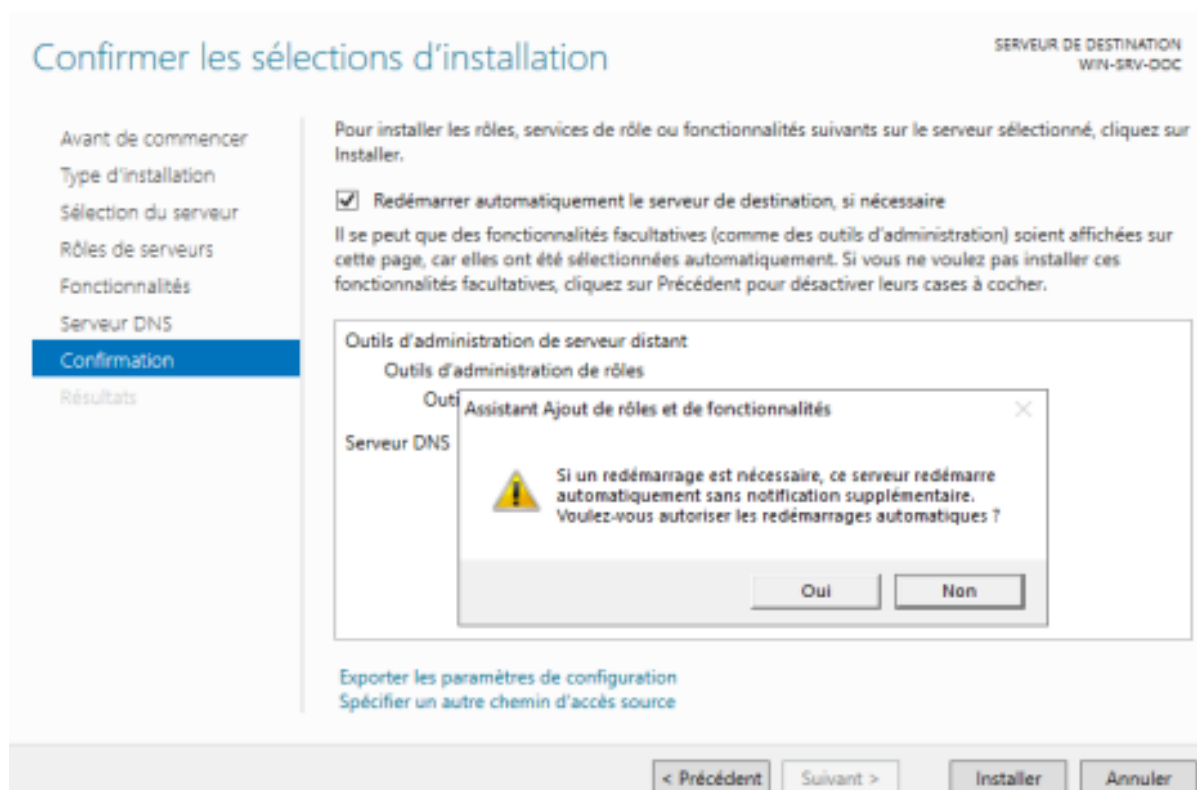 Confirmer les sélections d'installation
SERVEUR DE DESTINATION
WIN-SRV-DOC
Avant de commencer
Type d'installation
Sélection du serveur
Rôles de serveurs
Fonctionnalités
Serveur DNS
Confirmation
Résultats
Pour installer les rôles, services de rôle ou fonctionnalités suivants sur le serveur sélectionné, cliquez sur
Installer.
Redémarrer automatiquement le serveur de destination, si nécessaire
Il se peut que des fonctionnalités facultatives (comme des outils d'administration) soient affichées sur
cette page, car elles ont été sélectionnées automatiquement. Si vous ne voulez pas installer ces
fonctionnalités facultatives, cliquez sur Précédent pour désactiver leurs cases à cocher.
Outils d'administration de serveur distant
Outils d'administration de rôles
Outi
Serveur DNS
Assistant Ajout de rôles et de fonctionnalités
Si un redémarrage est nécessaire, ce serveur redémarre
automatiquement sans notification supplémentaire.
Voulez-vous autoriser les redémarrages automatiques ?
Oui
Non
Exporter les paramètres de configuration
Spécifier un autre chemin d'accès source
< Précédent
Suivant >
Installer
Annuler